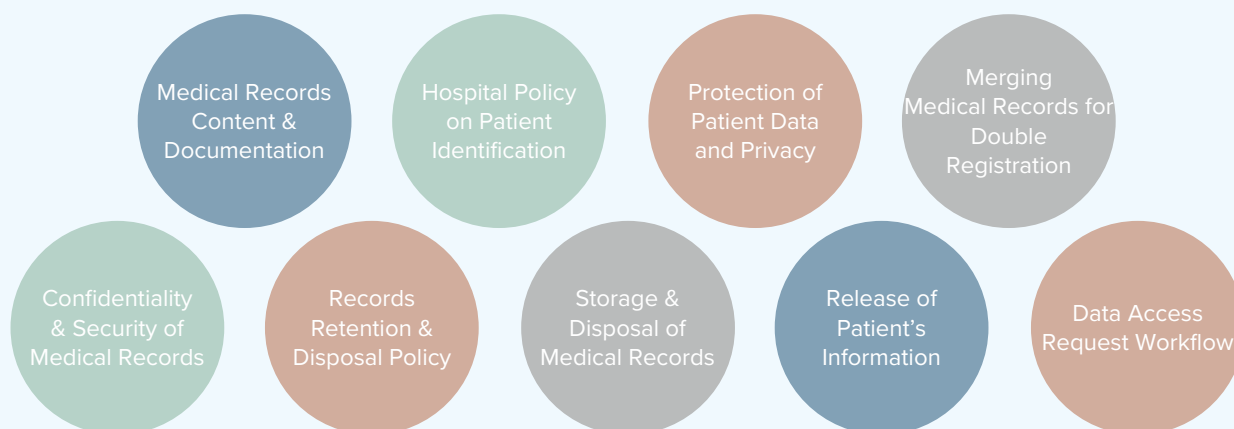 Medical Records
Content &
Documentation
Hospital Policy
on Patient
Identification
Protection of
Patient Data
and Privacy
Merging
Medical Records for
Double
Registration
Confidentiality
& Security of
Medical Records
Records
Retention &
Disposal Policy
Storage &
Disposal of
Medical Records
Release of
Patient’s
Information
Data Access
Request Workflow